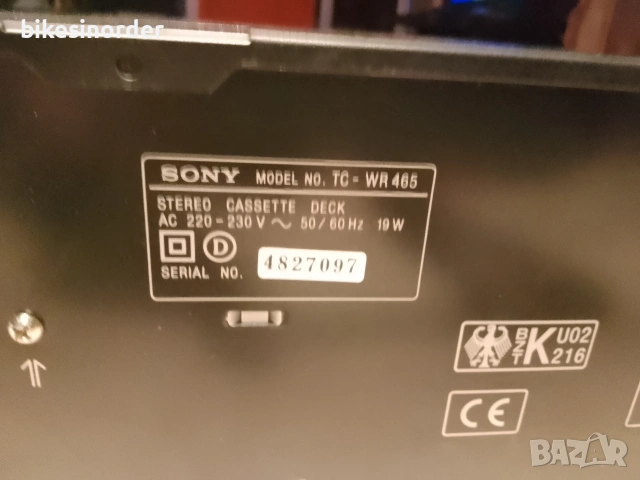 bikesinorder
SONY MODEL NO. TC-WR465
STEREO CASSETTE DECK
AC 220-230 V ~ 50/60 Hz 19 W
D
SERIAL NO. 4827097
BZT K U02 216
CE
BAZAR